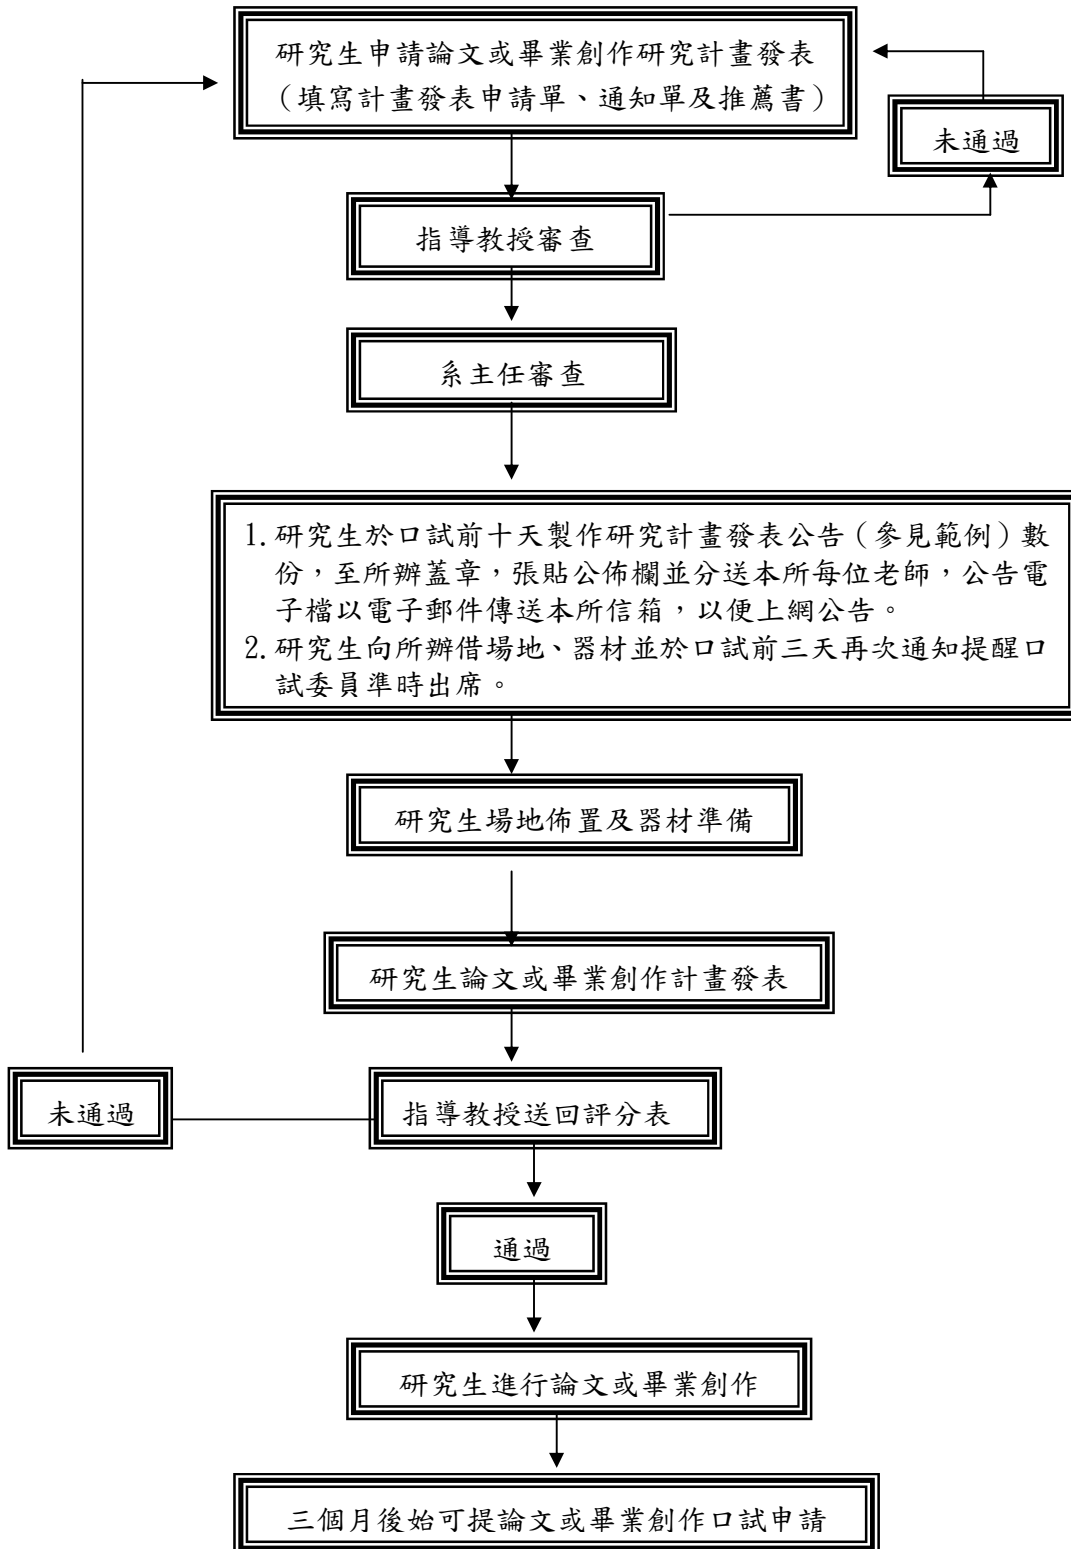 研究生申請論文或畢業創作研究計畫發表
（填寫計畫發表申請單、通知單及推薦書）
未通過
指導教授審查
系主任審查
1.研究生於口試前十天製作研究計畫發表公告（參見範例）數
份，至所辦蓋章，張貼公佈欄並分送本所每位老師，公告電
子檔以電子郵件傳送本所信箱，以便上網公告。
2.研究生向所辦借場地、器材並於口試前三天再次通知提醒口
試委員準時出席。
研究生場地佈置及器材準備
研究生論文或畢業創作計畫發表
未通過
指導教授送回評分表
通過
研究生進行論文或畢業創作
三個月後始可提論文或畢業創作口試申請